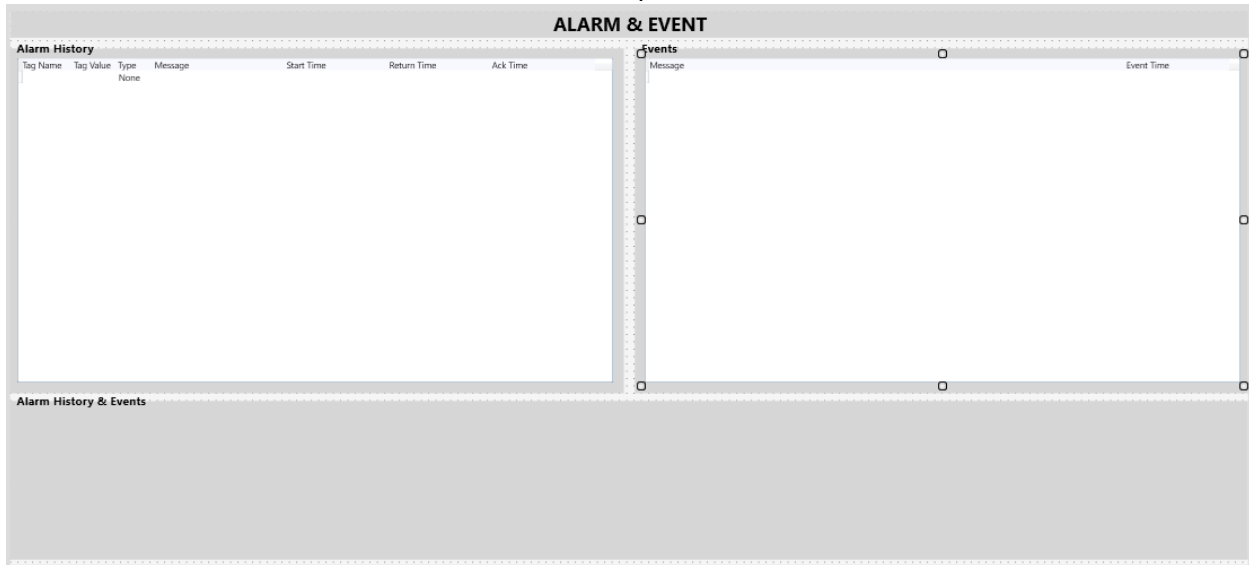 ALARM & EVENT
Alarm History
Tag Name Tag Value Type Message Start Time Return Time Ack Time
None
Events
Message Event Time
Alarm History & Events